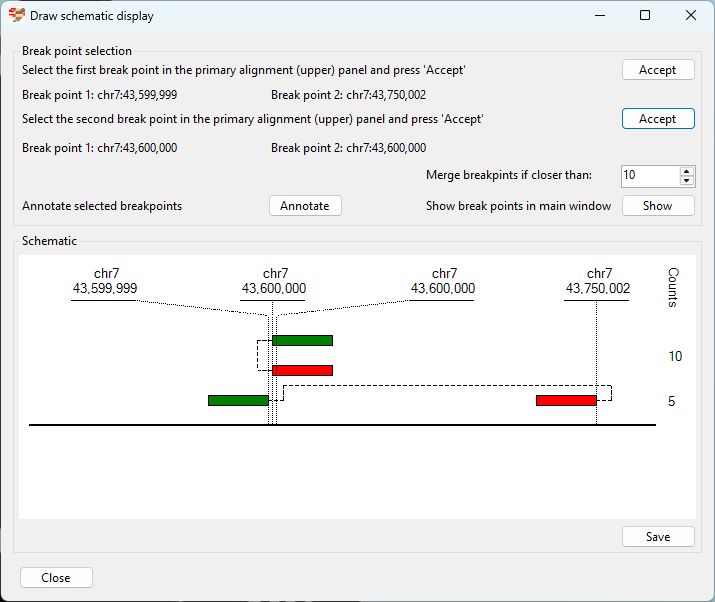 Draw schematic display
Break point selection
Select the first break point in the primary alignment (upper) panel and press 'Accept'
Accept
Break point 1: chr7:43,599,999
Break point 2: chr7:43,750,002
Select the second break point in the primary alignment (upper) panel and press 'Accept'
Accept
Break point 1: chr7:43,600,000
Break point 2: chr7:43,600,000
Merge breakpints if closer than:
10
Annotate selected breakpoints
Annotate
Show break points in main window
Show
Schematic
chr7
43,599,999
chr7
43,600,000
chr7
43,600,000
chr7
43,750,002
Counts
10
5
Save
Close